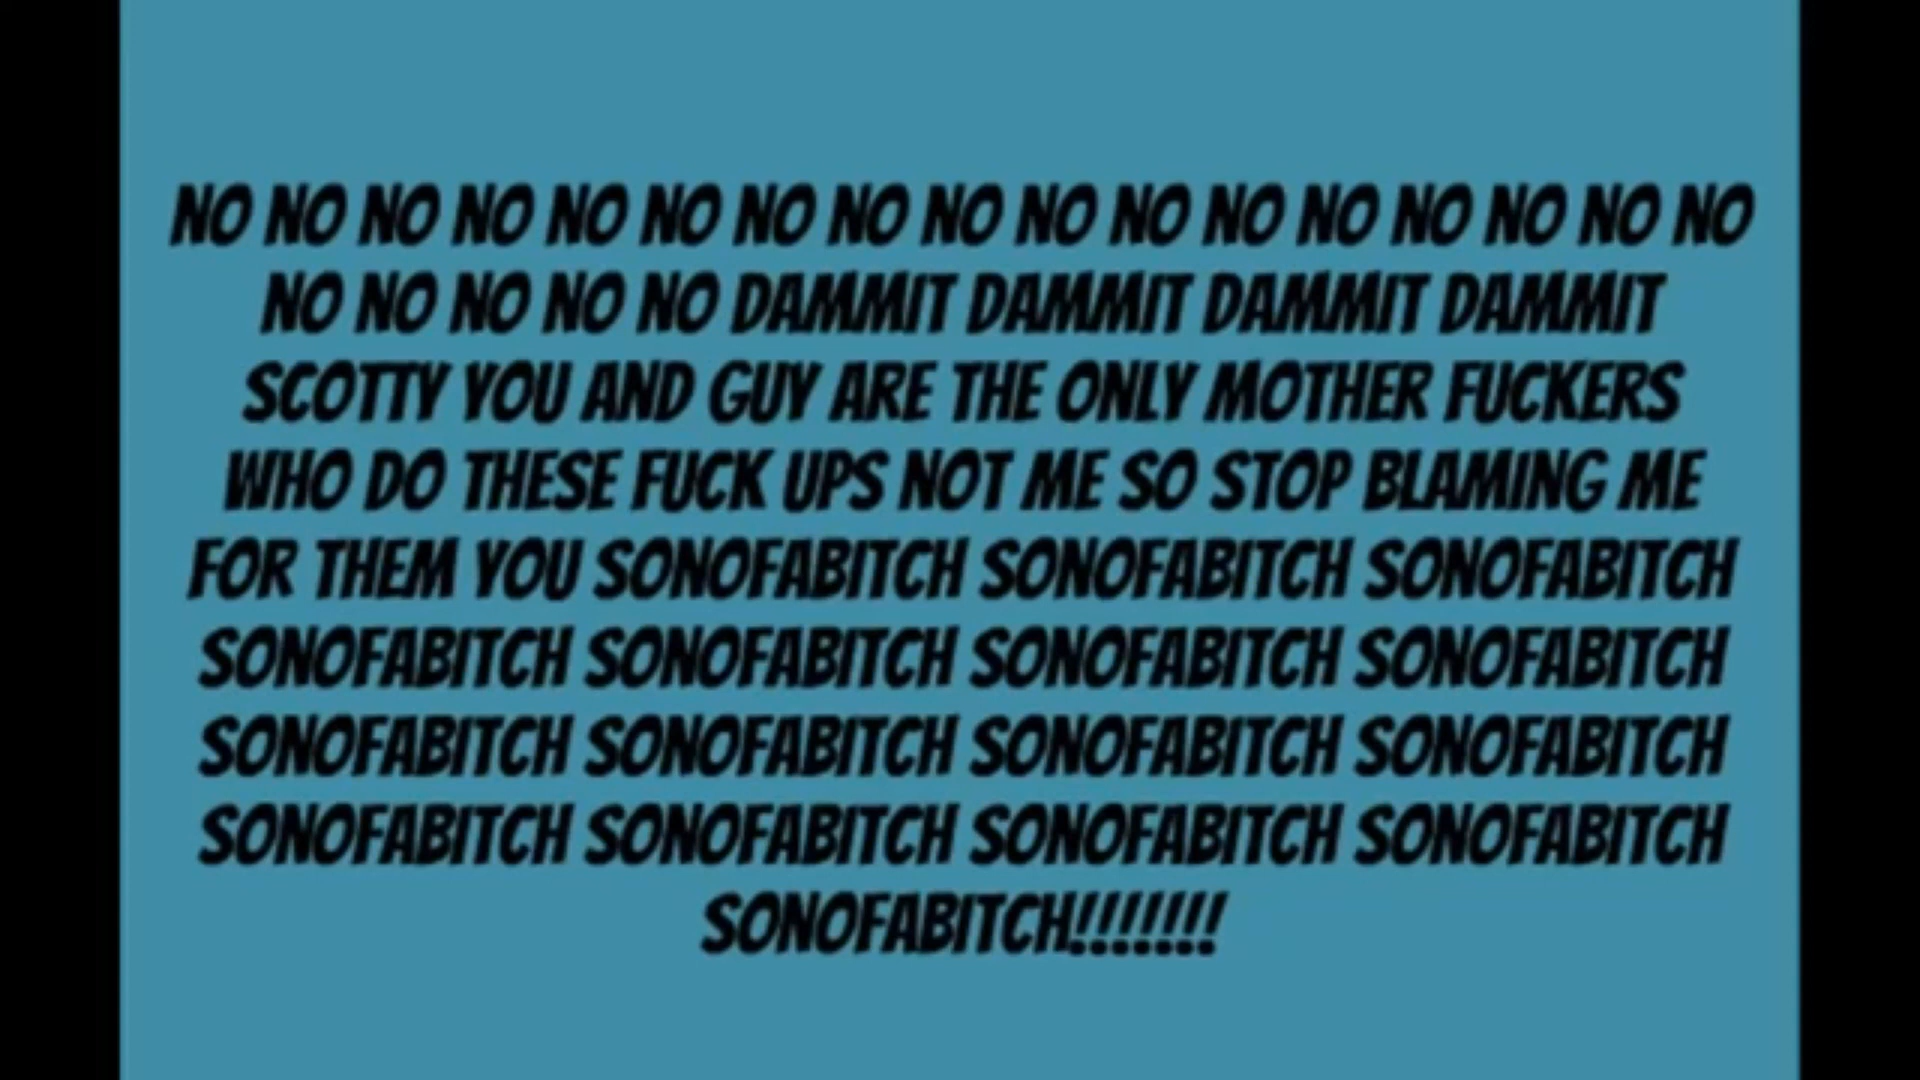 NO NO NO NO NO NO NO NO NO NO NO NO NO NO NO NO NO
NO NO NO NO NO DAMMIT DAMMIT DAMMIT DAMMIT
SCOTTY YOU AND GUY ARE THE ONLY MOTHER FUCKERS
WHO DO THESE FUCK UPS NOT ME SO STOP BLAMING ME
FOR THEM YOU SONOFABITCH SONOFABITCH SONOFABITCH
SONOFABITCH SONOFABITCH SONOFABITCH SONOFABITCH
SONOFABITCH SONOFABITCH SONOFABITCH SONOFABITCH
SONOFABITCH SONOFABITCH SONOFABITCH SONOFABITCH
SONOFABITCH!!!!!!!